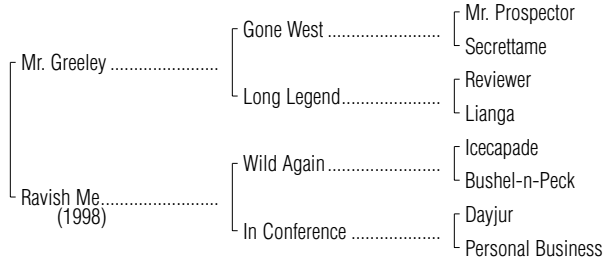 Mr. Prospector
Gone West ......................
Secrettame
Mr. Greeley .......................
Reviewer
Long Legend....................
Lianga
Icecapade
Wild Again ......................
Bushel-n-Peck
Ravish Me.........................
(1998)
Dayjur
In Conference ..................
Personal Business